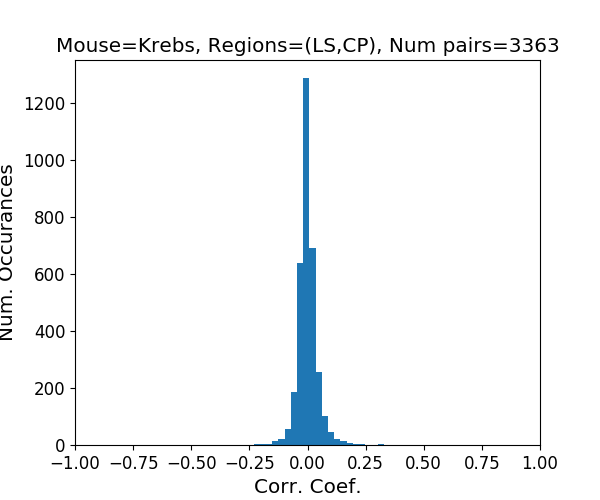 Mouse=Krebs, Regions=(LS,CP), Num pairs=3363
1200
1000
800
600
400
200
0
Num. Occurances
−1.00 −0.75 −0.50 −0.25 0.00 0.25 0.50 0.75 1.00
Corr. Coef.